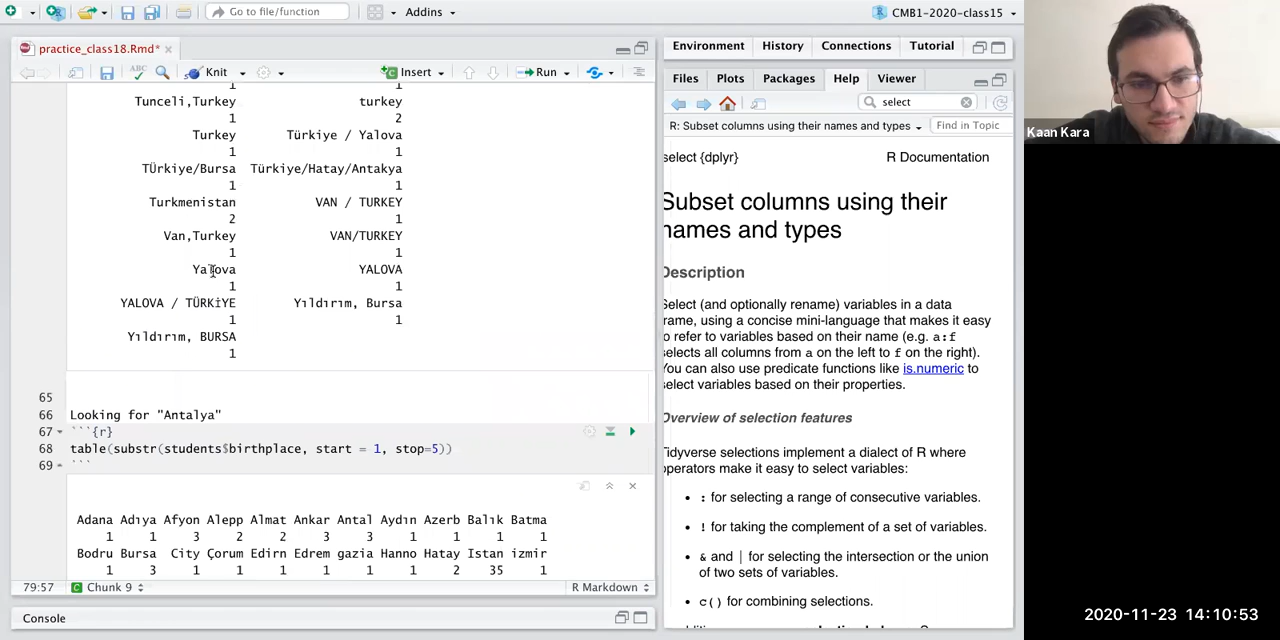 Go to file/function
Addins
CMB1-2020-class15
practice_class18.Rmd*
ABC
Knit
Insert
Run
1 1
Tunceli,Turkey turkey
1 2
Turkey Türkiye / Yalova
1 1
TÜrkiye/Bursa Türkiye/Hatay/Antakya
1 1
Turkmenistan VAN / TURKEY
2 1
Van,Turkey VAN/TURKEY
1 1
Yalova YALOVA
1 1
YALOVA / TÜRKİYE Yıldırım, Bursa
1 1
Yıldırım, BURSA
1
65
66 Looking for "Antalya"
67 ```{r}
68 table(substr(students$birthplace, start = 1, stop=5))
69 ```
Adana Adıya Afyon Alepp Almat Ankar Antal Aydın Azerb Balık Batma
1 1 3 2 2 3 3 1 1 1 1
Bodru Bursa City Çorum Edirn Edrem gazia Hanno Hatay Istan izmir
1 3 1 1 1 1 1 1 2 35 1
79:57 Chunk 9 R Markdown
Console
Environment History Connections Tutorial
Files Plots Packages Help Viewer
select
R: Subset columns using their names and types Find in Topic
select {dplyr} R Documentation
Subset columns using their
names and types
Description
Select (and optionally rename) variables in a data
frame, using a concise mini-language that makes it easy
to refer to variables based on their name (e.g. a:f
selects all columns from a on the left to f on the right).
You can also use predicate functions like is.numeric to
select variables based on their properties.
Overview of selection features
Tidyverse selections implement a dialect of R where
operators make it easy to select variables:
• : for selecting a range of consecutive variables.
• ! for taking the complement of a set of variables.
• & and | for selecting the intersection or the union
of two sets of variables.
• c() for combining selections.
Kaan Kara
2020-11-23 14:10:53